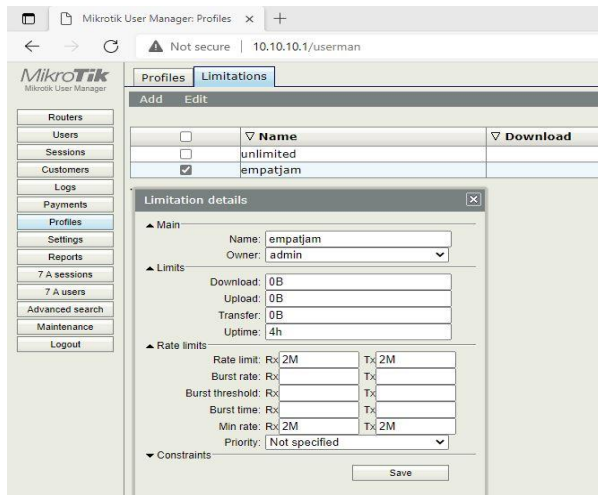 Mikrotik User Manager: Profiles
Not secure | 10.10.10.1/userman
MikroTik
Mikrotik User Manager
Profiles Limitations
Add Edit
Routers
Users
Sessions
Customers
Logs
Payments
Profiles
Settings
Reports
7 A sessions
7 A users
Advanced search
Maintenance
Logout
▽ Name ▽ Download
unlimited
empatjam
Limitation details
Main
Name: empatjam
Owner: admin
Limits
Download: 0B
Upload: 0B
Transfer: 0B
Uptime: 4h
Rate limits
Rate limit: Rx 2M Tx 2M
Burst rate: Rx Tx
Burst threshold: Rx Tx
Burst time: Rx Tx
Min rate: Rx 2M Tx 2M
Priority: Not specified
Constraints
Save